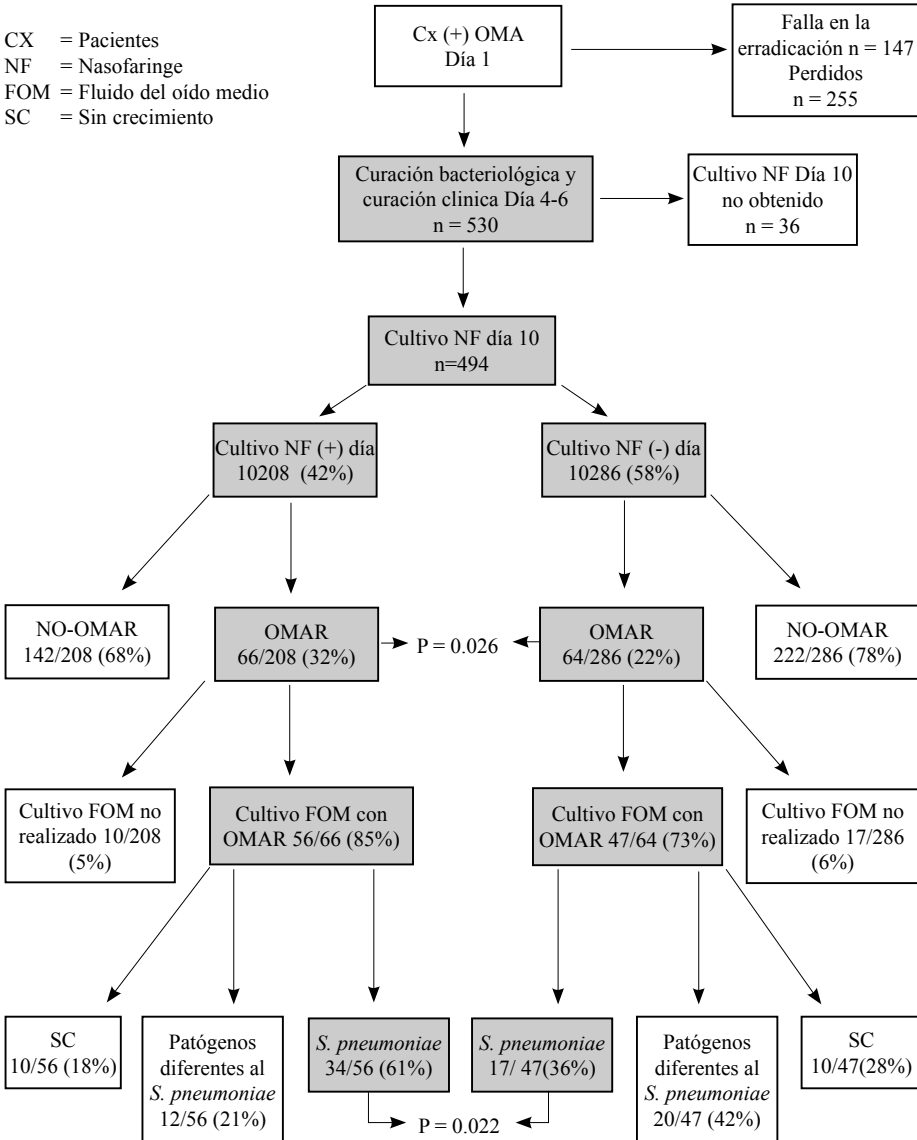 CX = Pacientes
NF = Nasofaringe
FOM = Fluido del oído medio
SC = Sin crecimiento
Cx (+) OMA
Día 1
Falla en la
erradicación n = 147
Perdidos
n = 255
Curación bacteriológica y
curación clinica Día 4-6
n = 530
Cultivo NF Día 10
no obtenido
n = 36
Cultivo NF día 10
n=494
Cultivo NF (+) día
10208 (42%)
Cultivo NF (-) día
10286 (58%)
NO-OMAR
142/208 (68%)
OMAR
66/208 (32%)
P = 0.026
OMAR
64/286 (22%)
NO-OMAR
222/286 (78%)
Cultivo FOM no
realizado 10/208
(5%)
Cultivo FOM con
OMAR 56/66 (85%)
Cultivo FOM con
OMAR 47/64 (73%)
Cultivo FOM no
realizado 17/286
(6%)
SC
10/56 (18%)
Patógenos
diferentes al
S. pneumoniae
12/56 (21%)
S. pneumoniae
34/56 (61%)
S. pneumoniae
17/ 47(36%)
Patógenos
diferentes al
S. pneumoniae
20/47 (42%)
SC
10/47(28%)
P = 0.022